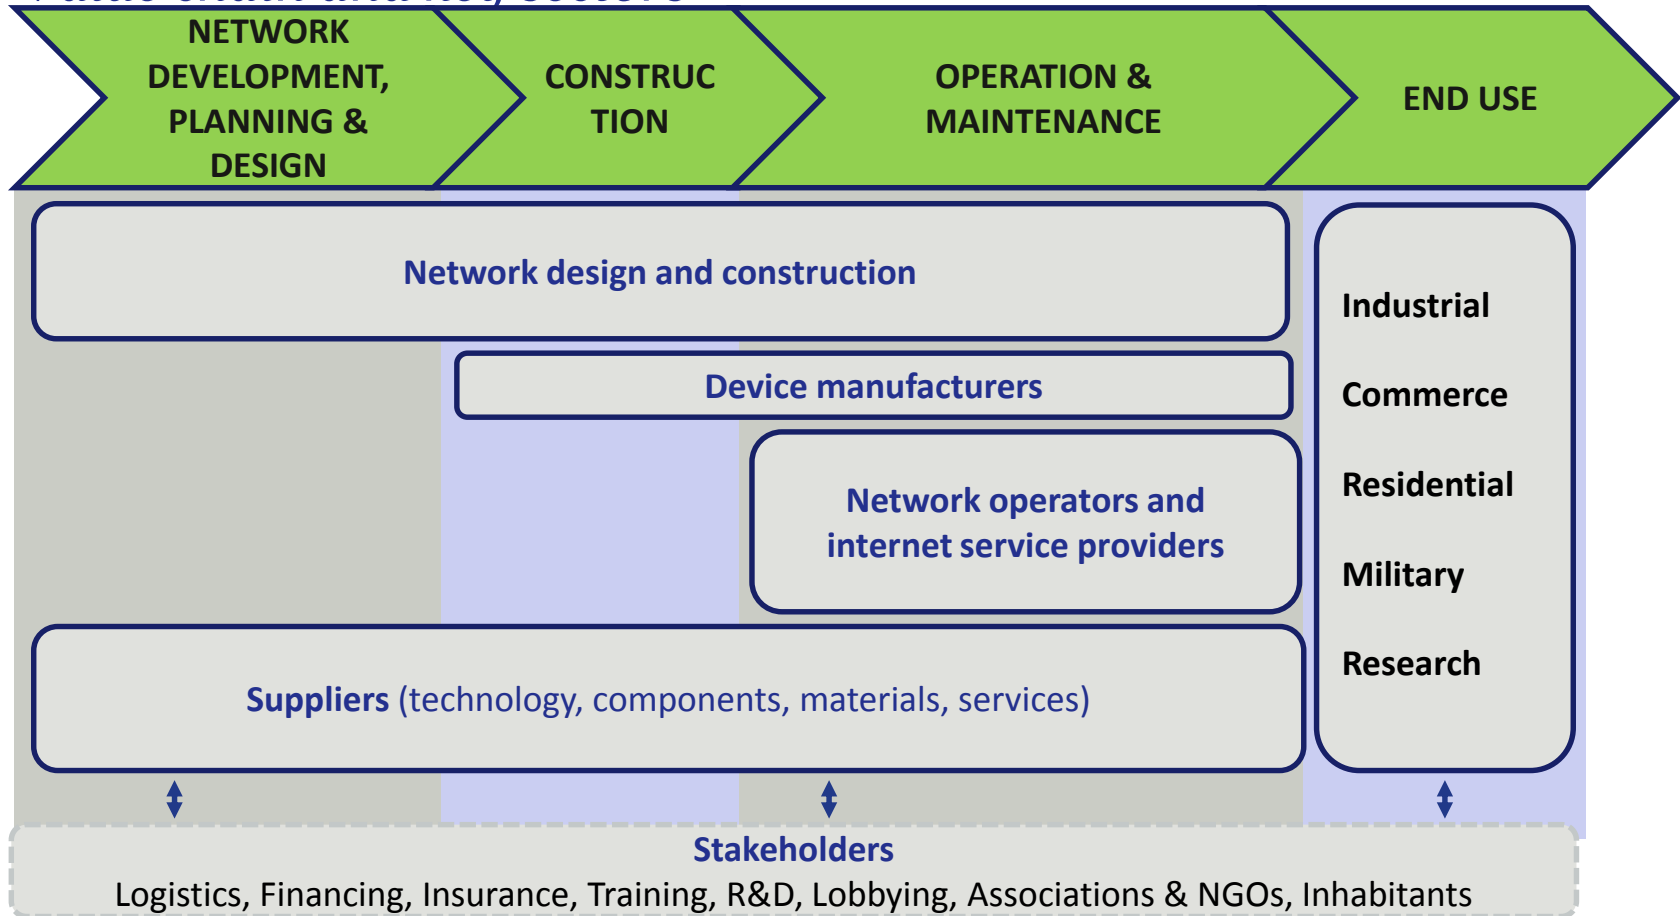 NETWORK
DEVELOPMENT,
PLANNING &
DESIGN
CONSTRUC
TION
OPERATION &
MAINTENANCE
END USE
Network design and construction
Device manufacturers
Network operators and
internet service providers
Suppliers (technology, components, materials, services)
Industrial
Commerce
Residential
Military
Research
Stakeholders
Logistics, Financing, Insurance, Training, R&D, Lobbying, Associations & NGOs, Inhabitants